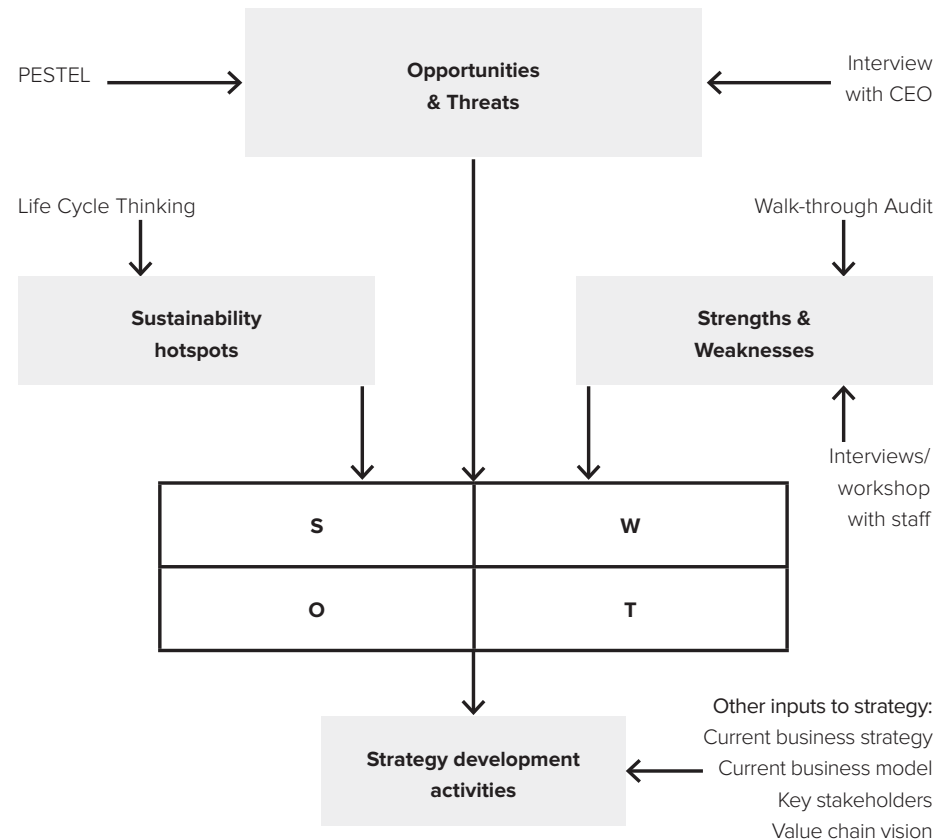 Opportunities
& Threats
PESTEL
Interview
with CEO
Life Cycle Thinking
Walk-through Audit
Sustainability
hotspots
Strengths &
Weaknesses
Interviews/
workshop
with staff
S
W
O
T
Strategy development
activities
Other inputs to strategy:
Current business strategy
Current business model
Key stakeholders
Value chain vision